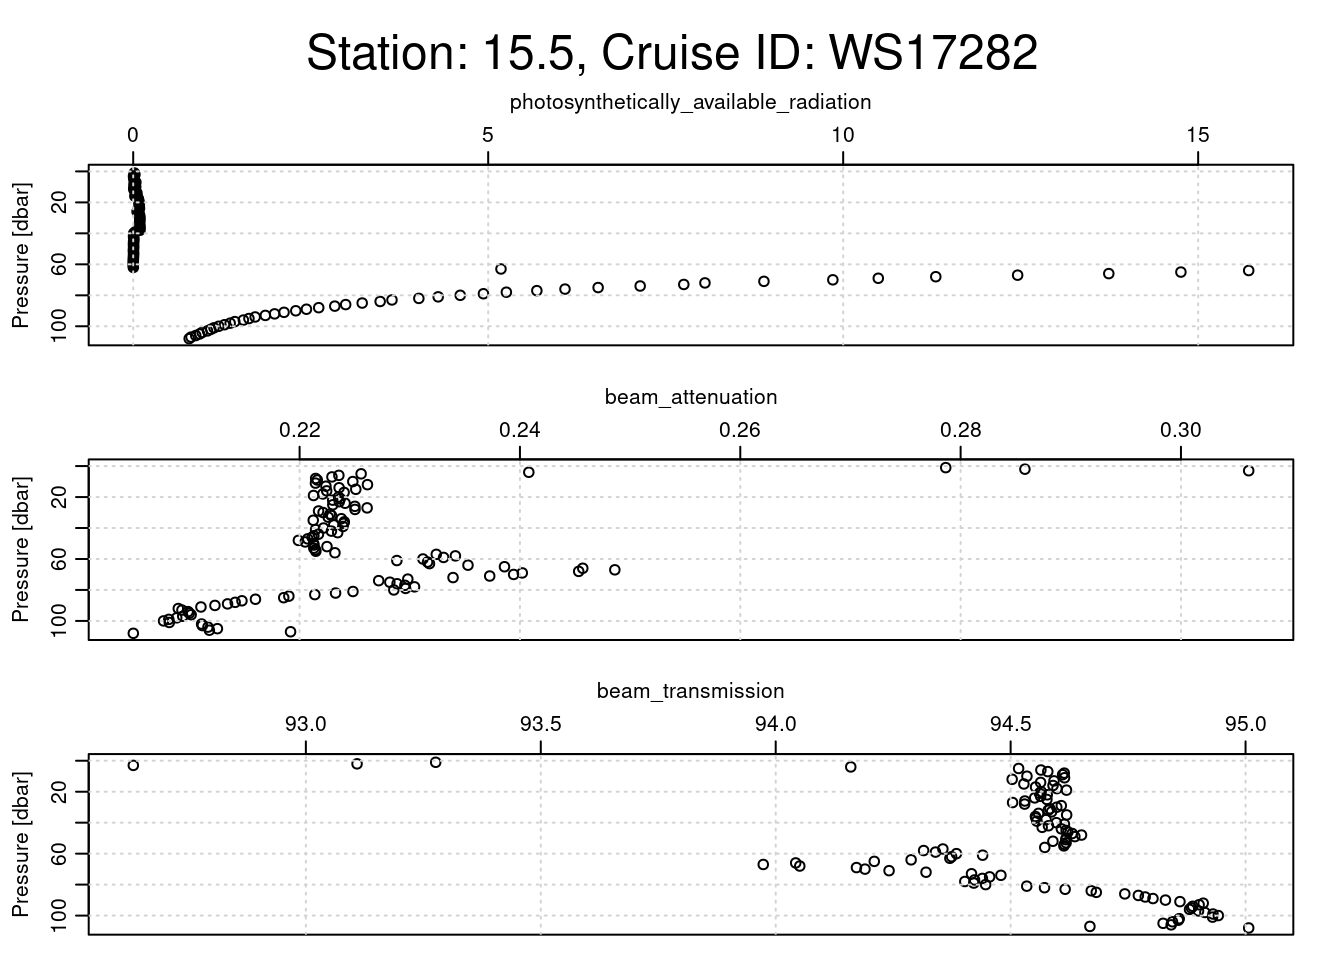 Station: 15.5, Cruise ID: WS17282
photosynthetically_available_radiation
0 5 10 15
Pressure [dbar]
20
60
100
beam_attenuation
0.22 0.24 0.26 0.28 0.30
Pressure [dbar]
20
60
100
beam_transmission
93.0 93.5 94.0 94.5 95.0
Pressure [dbar]
20
60
100